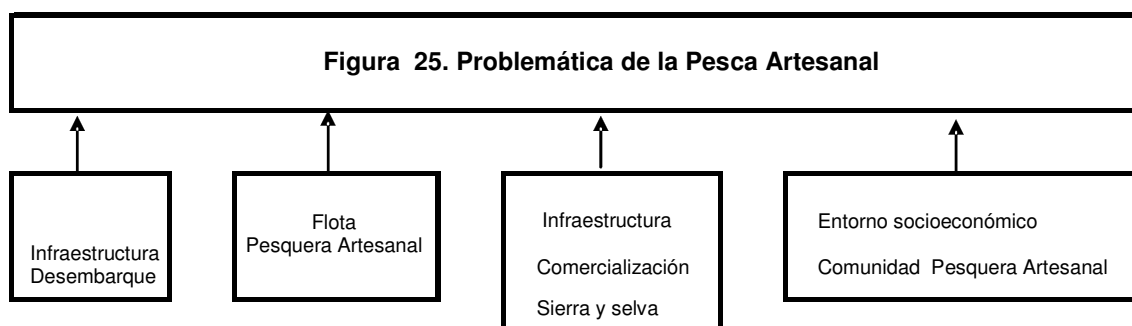 Figura 25. Problemática de la Pesca Artesanal
Infraestructura
Desembarque
Flota
Pesquera Artesanal
Infraestructura
Comercialización
Sierra y selva
Entorno socioeconómico
Comunidad Pesquera Artesanal